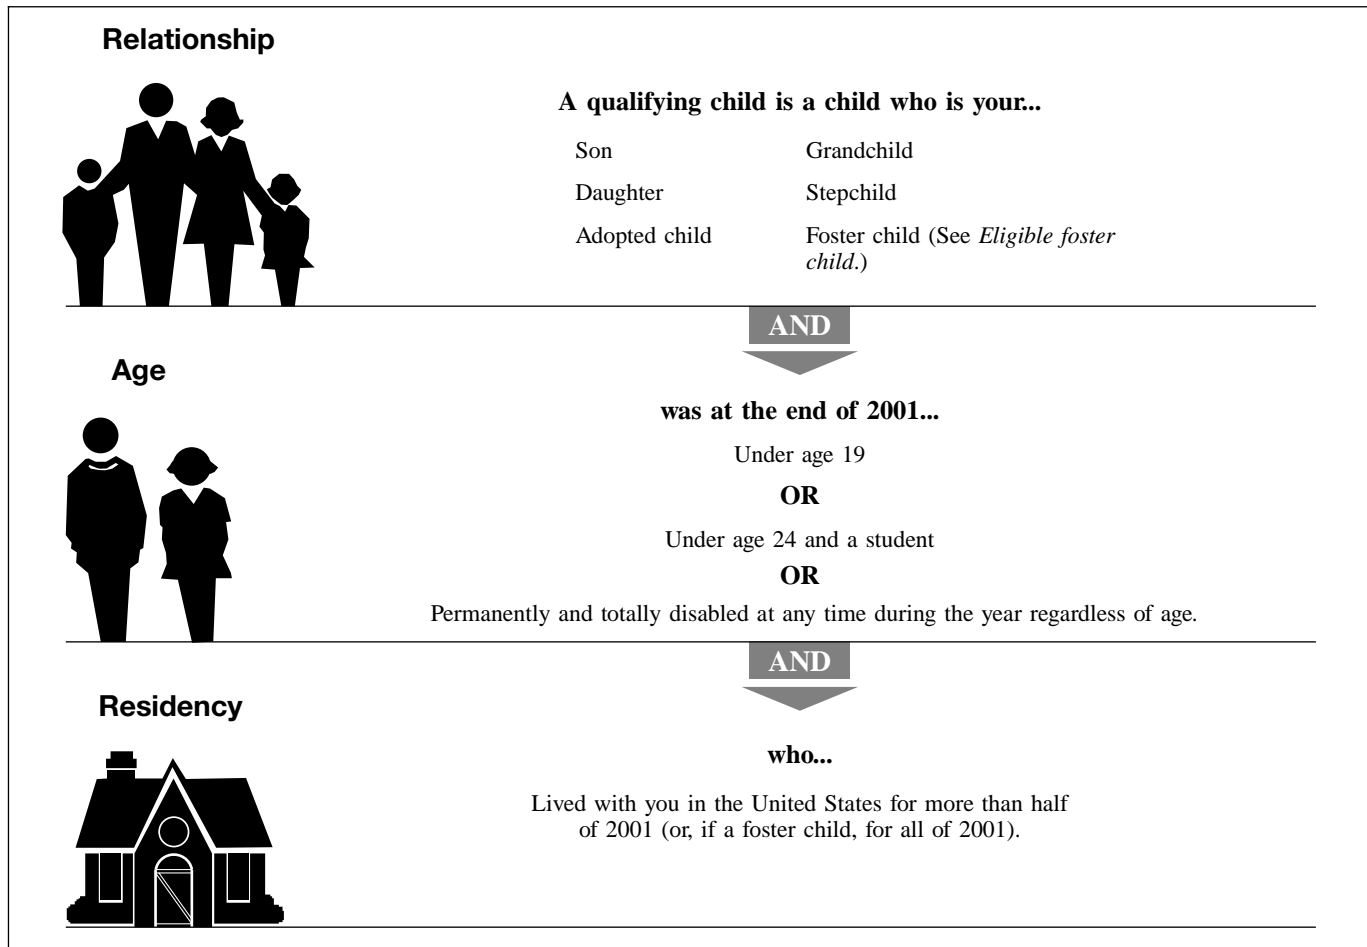 Relationship
A qualifying child is a child who is your...
Son Grandchild
Daughter Stepchild
Adopted child Foster child (See Eligible foster
child.)
AND
Age
was at the end of 2001...
Under age 19
OR
Under age 24 and a student
OR
Permanently and totally disabled at any time during the year regardless of age.
AND
Residency
who...
Lived with you in the United States for more than half
of 2001 (or, if a foster child, for all of 2001).